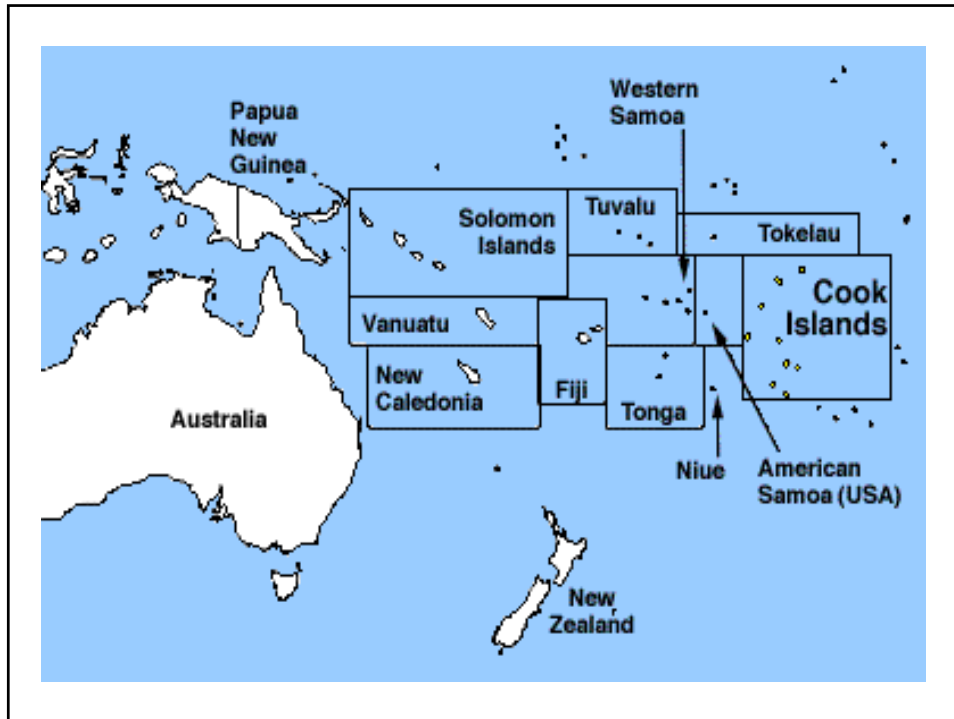 Western
Samoa
Papua
New
Guinea
Solomon
Islands
Tuvalu
Tokelau
Cook
Islands
Vanuatu
New
Caledonia
Fiji
Tonga
Australia
Niue
American
Samoa (USA)
New
Zealand